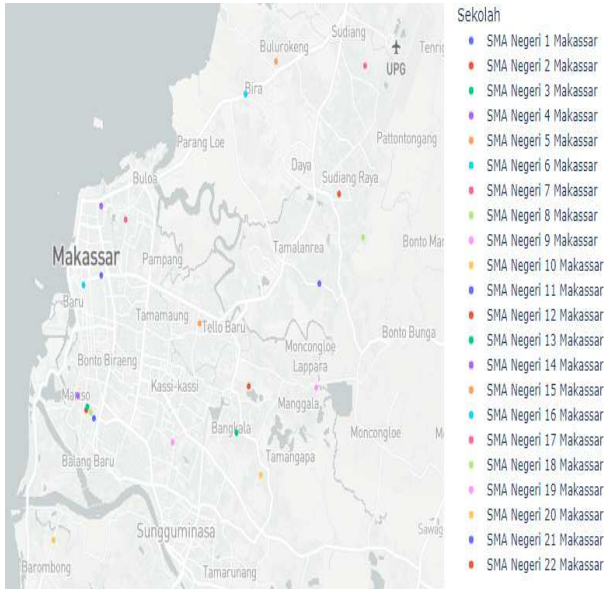 Sudiang
Bulurokeng
UPG
Bira
Parang Loe
Pattontongang
Daya
Buloa
Sudiang Raya
Makassar
Pampang
Tamalanrea
Baru
Tamamaung
Tello Baru
Bonto Bunga
Bonto Biraeng
Moncongloe
Lappara
Kassi-kassi
Manggala
Bangkala
Moncongloe
Balang Baru
Tamangapa
Sungguminasa
Barombong
Tamarunang
Sekolah
SMA Negeri 1 Makassar
SMA Negeri 2 Makassar
SMA Negeri 3 Makassar
SMA Negeri 4 Makassar
SMA Negeri 5 Makassar
SMA Negeri 6 Makassar
SMA Negeri 7 Makassar
SMA Negeri 8 Makassar
SMA Negeri 9 Makassar
SMA Negeri 10 Makassar
SMA Negeri 11 Makassar
SMA Negeri 12 Makassar
SMA Negeri 13 Makassar
SMA Negeri 14 Makassar
SMA Negeri 15 Makassar
SMA Negeri 16 Makassar
SMA Negeri 17 Makassar
SMA Negeri 18 Makassar
SMA Negeri 19 Makassar
SMA Negeri 20 Makassar
SMA Negeri 21 Makassar
SMA Negeri 22 Makassar